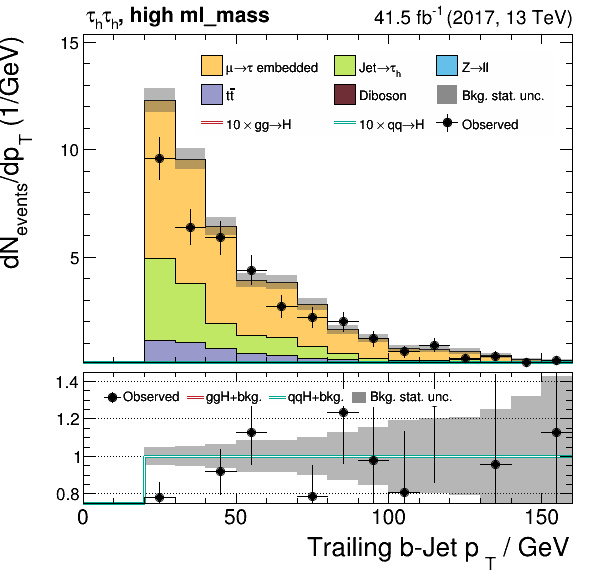 τhτh, high ml_mass 41.5 fb-1 (2017, 13 TeV)
dNevents/dpT (1/GeV)
15
10
5
μ→τ embedded Jet→τh Z→ll
tt̅ Diboson Bkg. stat. unc.
10 × gg→H 10 × qq→H Observed
1.4
1.2
1
0.8
Observed ggH+bkg. qqH+bkg. Bkg. stat. unc.
0 50 100 150
Trailing b-Jet pT / GeV